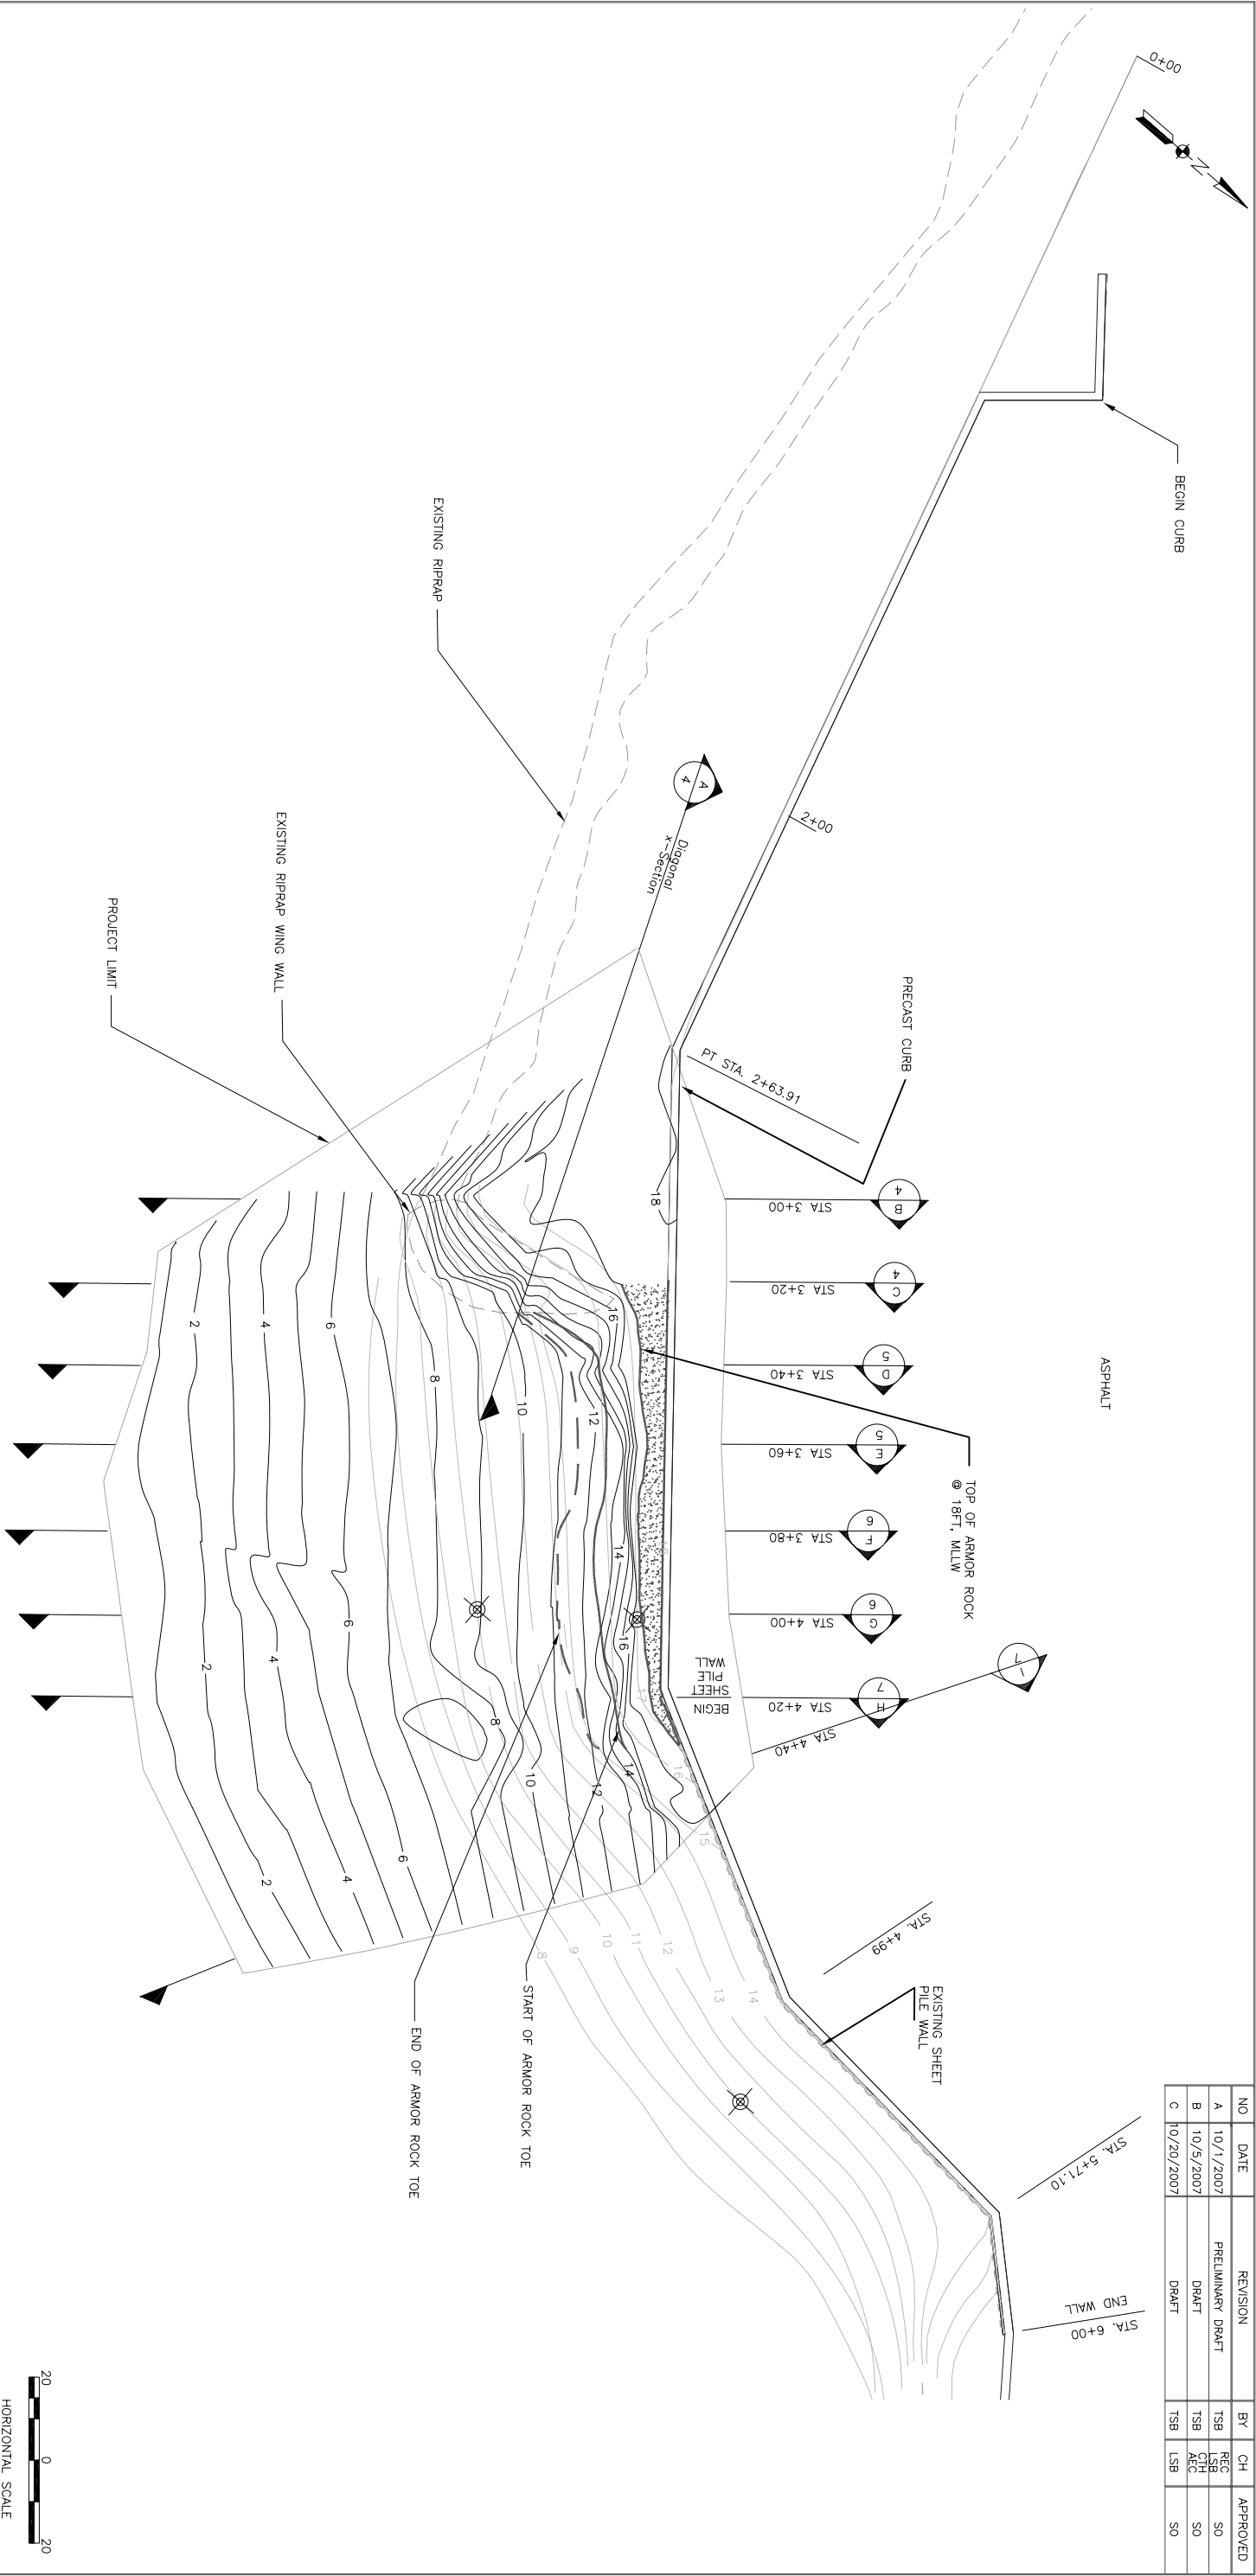 NO DATE REVISION BY CH APPROVED
A 10/1/2007 PRELIMINARY DRAFT TSB REC LSB SO
B 10/5/2007 DRAFT TSB CTH AEC SO
C 10/20/2007 DRAFT TSB LSB SO
0+00
N
BEGIN CURB
EXISTING RIPRAP
2+00
A
4
Diagonal
x-Section
EXISTING RIPRAP WING WALL
PROJECT LIMIT
PRECAST CURB
PT STA. 2+63.91
B
4
STA 3+00
C
4
STA 3+20
D
5
STA 3+40
E
5
STA 3+60
F
6
STA 3+80
G
6
STA 4+00
H
7
STA 4+20
I
7
STA 4+40
ASPHALT
TOP OF ARMOR ROCK
@ 18FT, MLLW
BEGIN
SHEET
PILE
WALL
STA. 4+99
EXISTING SHEET
PILE WALL
STA. 5+71.10
STA. 6+00
END WALL
START OF ARMOR ROCK TOE
END OF ARMOR ROCK TOE
18
16
16
14
14
12
12
10
10
8
8
6
6
6
4
4
4
2
2
2
17
16
15
14
13
12
11
10
9
8
20 0 20
HORIZONTAL SCALE